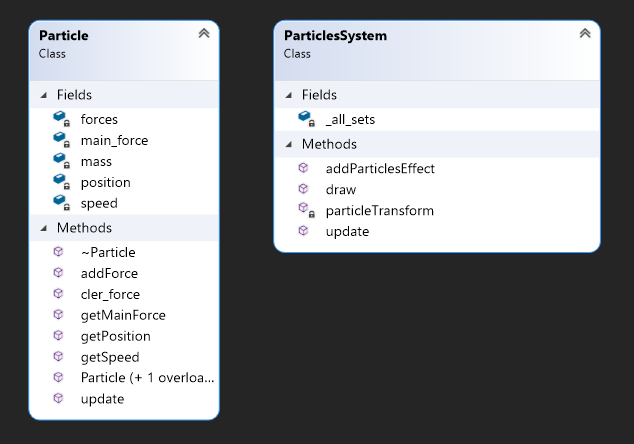 Particle
Class
Fields
forces
main_force
mass
position
speed
Methods
~Particle
addForce
cler_force
getMainForce
getPosition
getSpeed
Particle (+ 1 overloa...
update
ParticlesSystem
Class
Fields
_all_sets
Methods
addParticlesEffect
draw
particleTransform
update